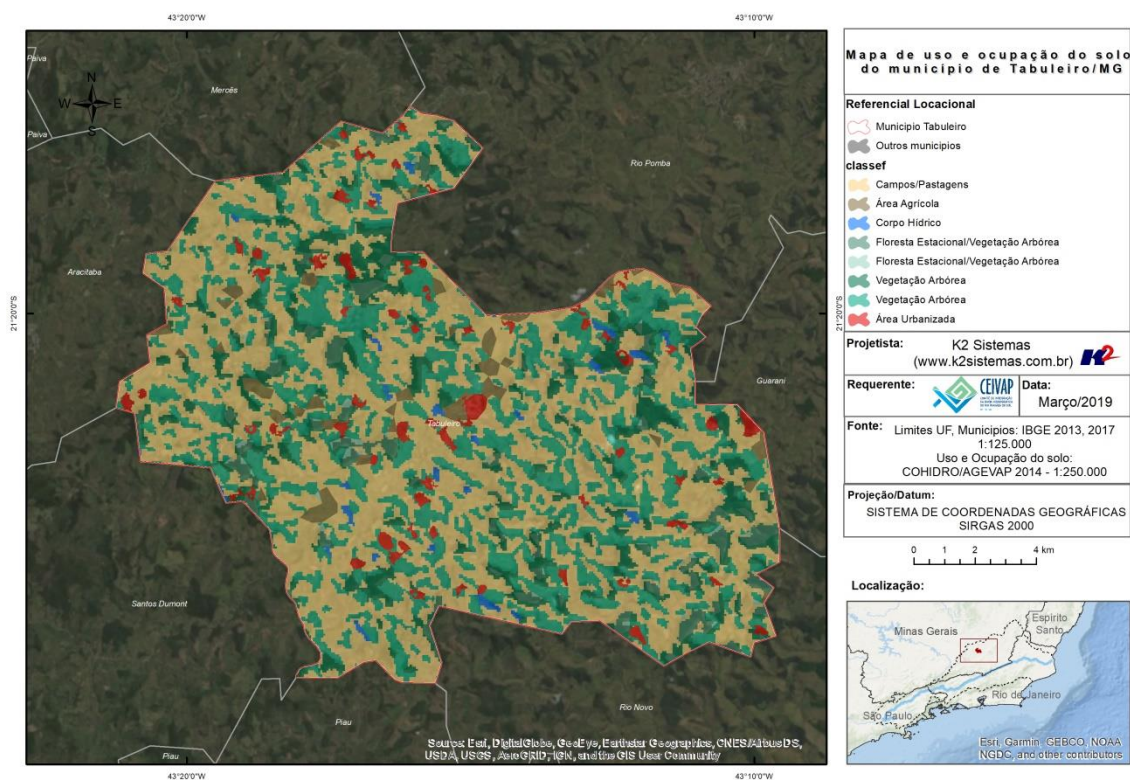 43°20'0"W
43°10'0"W
Paiva
Paiva
N
W
E
S
Mercês
Rio Pomba
Aracitaba
21°20'0"S
21°20'0"S
Guarani
Tabuleiro
Santos Dumont
Piau
Piau
Rio Novo
Source: Esri, DigitalGlobe, GeoEye, Earthstar Geographics, CNES/Airbus DS,
USDA, USGS, AeroGRID, IGN, and the GIS User Community
43°20'0"W
43°10'0"W
Mapa de uso e ocupação do solo
do município de Tabuleiro/MG
Referencial Locacional
Municipio Tabuleiro
Outros municipios
classef
Campos/Pastagens
Área Agrícola
Corpo Hídrico
Floresta Estacional/Vegetação Arbórea
Floresta Estacional/Vegetação Arbórea
Vegetação Arbórea
Vegetação Arbórea
Área Urbanizada
Projetista:
K2 Sistemas
(www.k2sistemas.com.br)
K2
Requerente:
CEIVAP
Data:
Março/2019
Fonte:
Limites UF, Municipios: IBGE 2013, 2017
1:125.000
Uso e Ocupação do solo:
COHIDRO/AGEVAP 2014 - 1:250.000
Projeção/Datum:
SISTEMA DE COORDENADAS GEOGRÁFICAS
SIRGAS 2000
0 1 2 4 km
Localização:
Minas Gerais
Espírito
Santo
Rio de Janeiro
São Paulo
Esri, Garmin, GEBCO, NOAA
NGDC, and other contributors